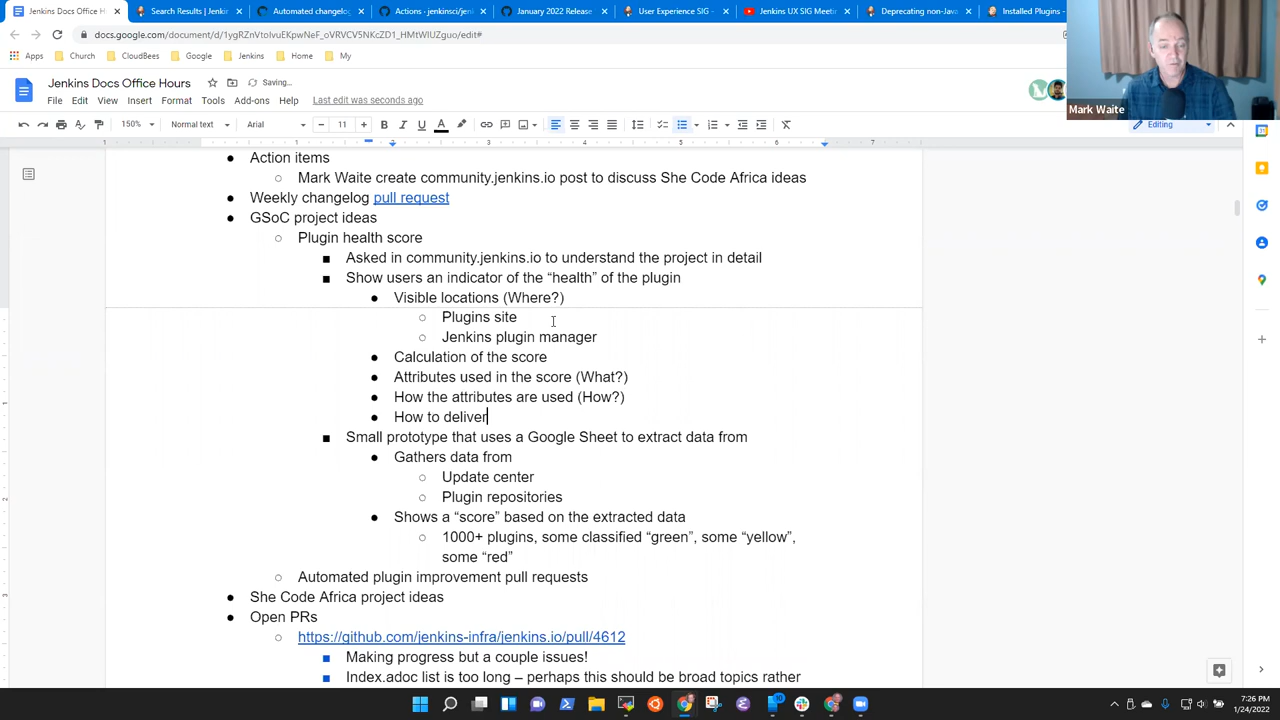 Jenkins Docs Office Hours
Search Results | Jenki
Automated changelog
Actions · jenkinsci/jenk
January 2022 Release
User Experience SIG -
Jenkins UX SIG Meetin
Deprecating non-Java
Installed Plugins -
docs.google.com/document/d/1ygRZnVtoIvuEKpwNeF_oVRVCV5NKcZD1_HMtWIUZguo/edit#
Apps
Church
CloudBees
Google
Jenkins
Home
My
Jenkins Docs Office Hours
Saving...
File Edit View Insert Format Tools Add-ons Help Last edit was seconds ago
Mark Waite
150% Normal text Arial 11
Editing
Action items
Mark Waite create community.jenkins.io post to discuss She Code Africa ideas
Weekly changelog pull request
GSoC project ideas
Plugin health score
Asked in community.jenkins.io to understand the project in detail
Show users an indicator of the “health” of the plugin
Visible locations (Where?)
Plugins site
Jenkins plugin manager
Calculation of the score
Attributes used in the score (What?)
How the attributes are used (How?)
How to deliver
Small prototype that uses a Google Sheet to extract data from
Gathers data from
Update center
Plugin repositories
Shows a “score” based on the extracted data
1000+ plugins, some classified “green”, some “yellow”,
some “red”
Automated plugin improvement pull requests
She Code Africa project ideas
Open PRs
https://github.com/jenkins-infra/jenkins.io/pull/4612
Making progress but a couple issues!
Index.adoc list is too long – perhaps this should be broad topics rather
7:26 PM
1/24/2022